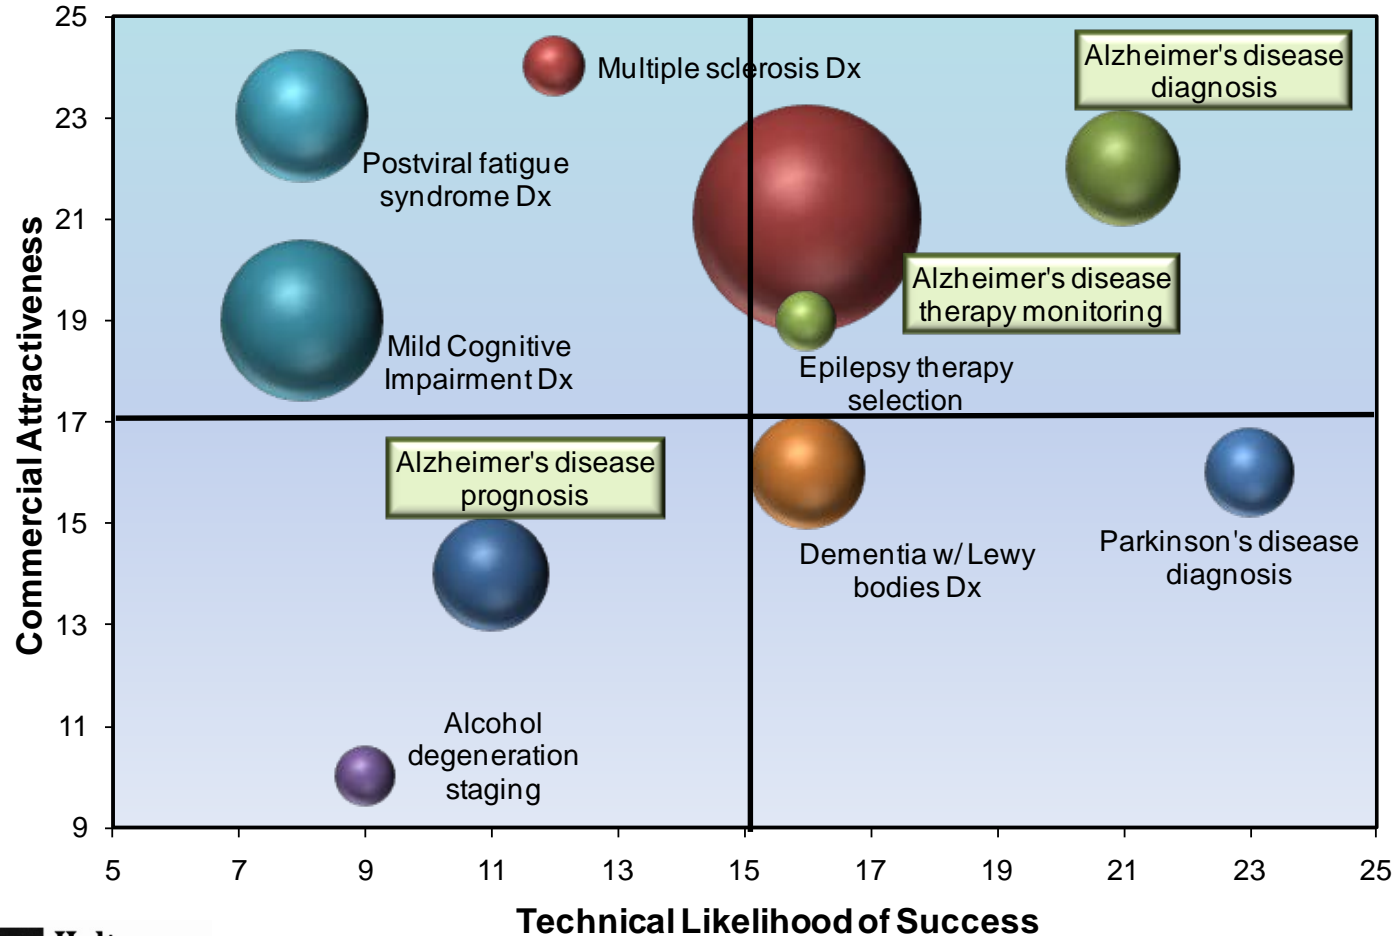 25
23
21
19
17
15
13
11
9
Commercial Attractiveness
Multiple sclerosis Dx
Alzheimer's disease
diagnosis
Postviral fatigue
syndrome Dx
Alzheimer's disease
therapy monitoring
Mild Cognitive
Impairment Dx
Epilepsy therapy
selection
Alzheimer's disease
prognosis
Dementia w/ Lewy
bodies Dx
Parkinson's disease
diagnosis
Alcohol
degeneration
staging
5 7 9 11 13 15 17 19 21 23 25
Technical Likelihood of Success